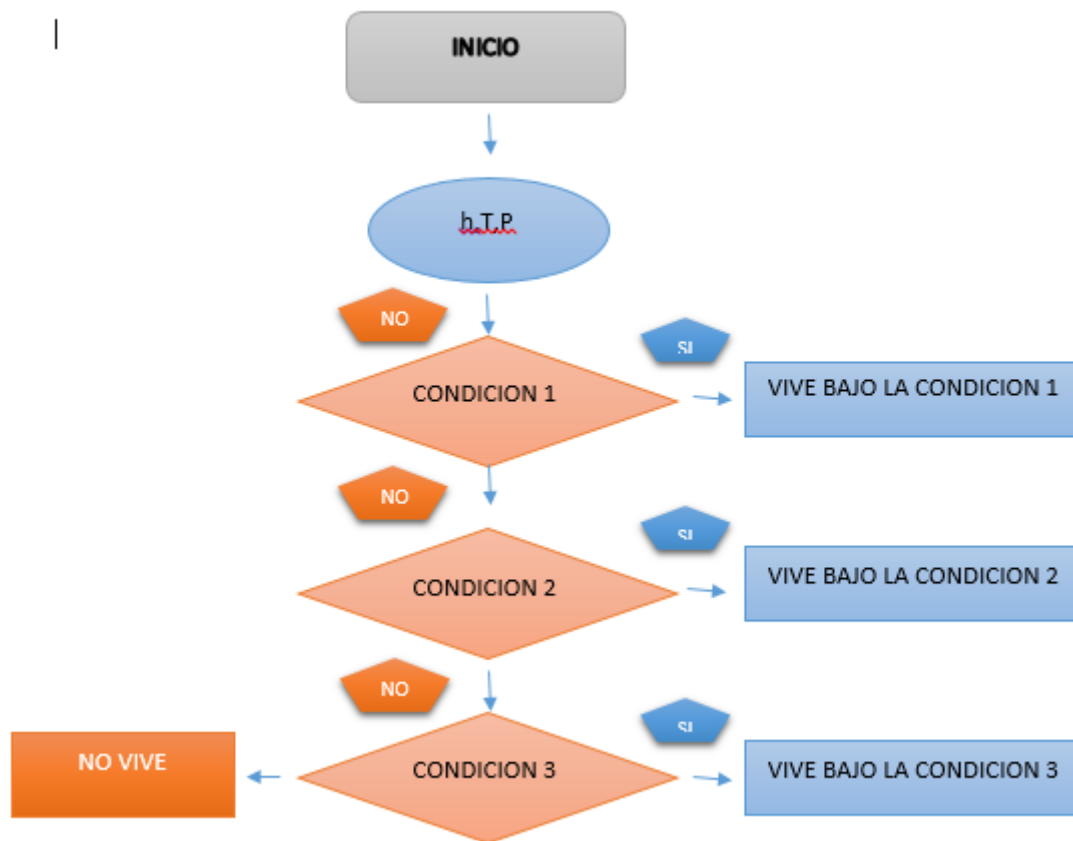 INICIO
h,T,P
NO
SI
CONDICION 1
VIVE BAJO LA CONDICION 1
NO
SI
CONDICION 2
VIVE BAJO LA CONDICION 2
NO
SI
NO VIVE
CONDICION 3
VIVE BAJO LA CONDICION 3